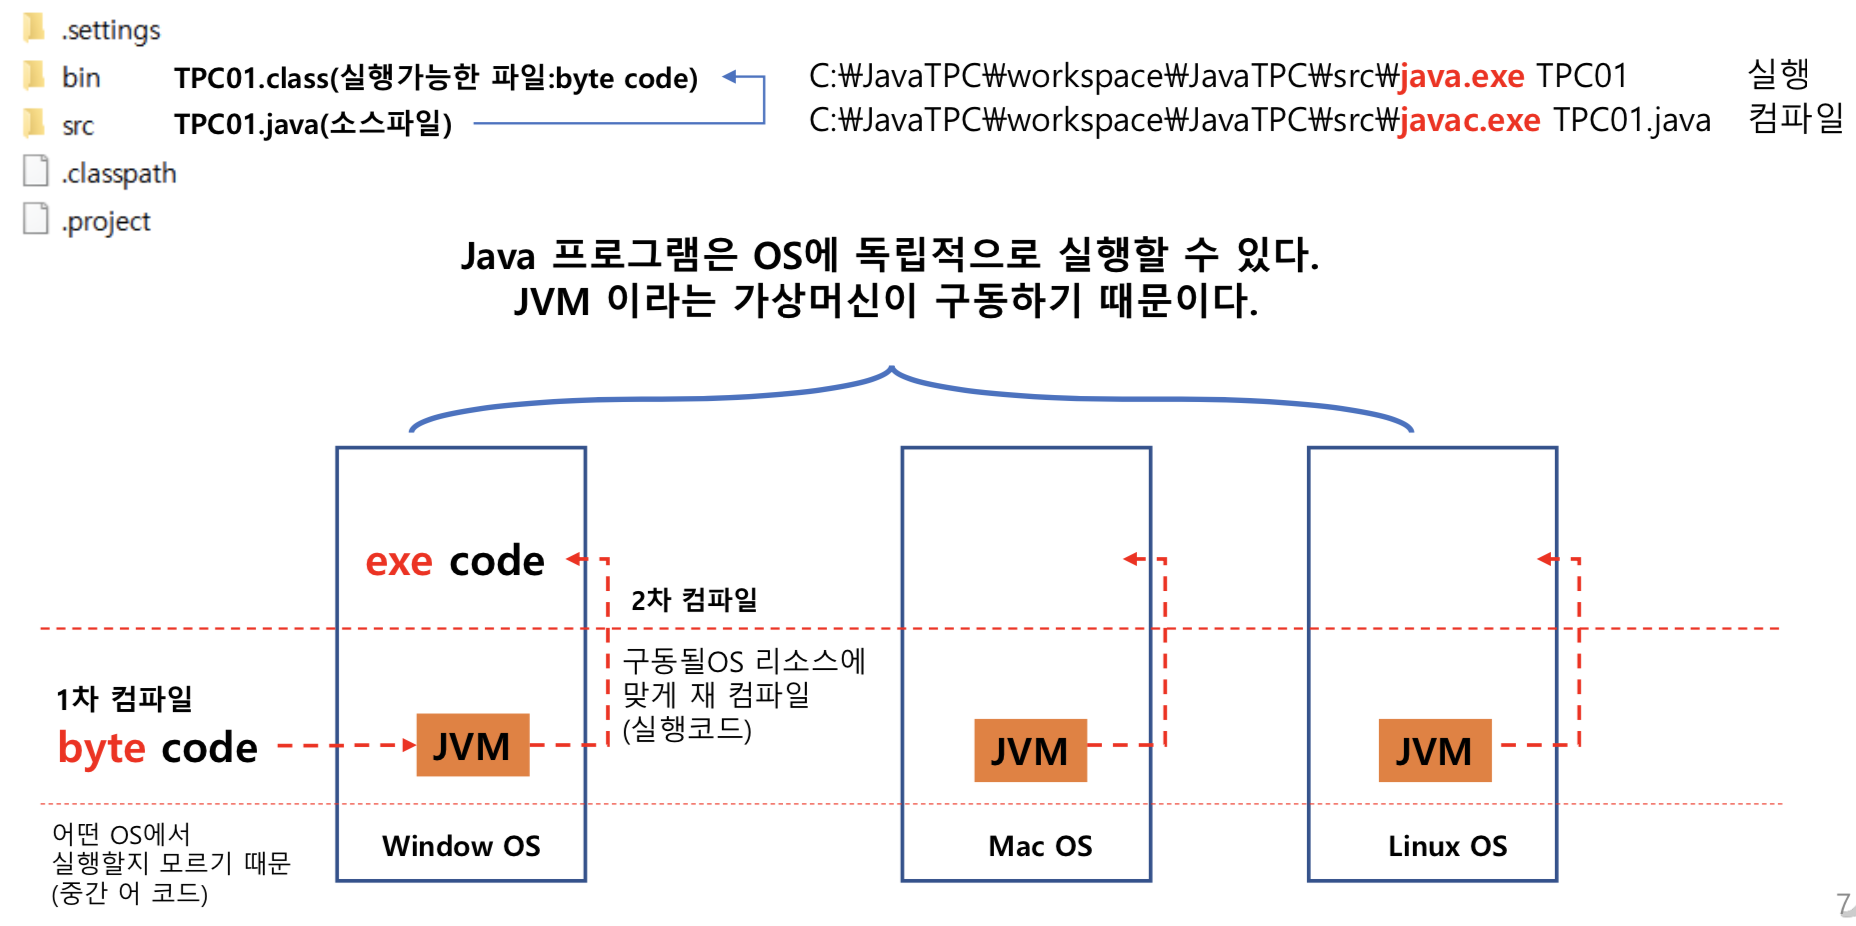 .settings
bin TPC01.class(실행가능한 파일:byte code) C:₩JavaTPC₩workspace₩JavaTPC₩src₩java.exe TPC01 실행
src TPC01.java(소스파일) C:₩JavaTPC₩workspace₩JavaTPC₩src₩javac.exe TPC01.java 컴파일
.classpath
.project
Java 프로그램은 OS에 독립적으로 실행할 수 있다.
JVM 이라는 가상머신이 구동하기 때문이다.
exe code
2차 컴파일
구동될OS 리소스에
맞게 재 컴파일
(실행코드)
1차 컴파일
byte code
JVM
JVM
JVM
어떤 OS에서
실행할지 모르기 때문
(중간 어 코드)
Window OS
Mac OS
Linux OS
7